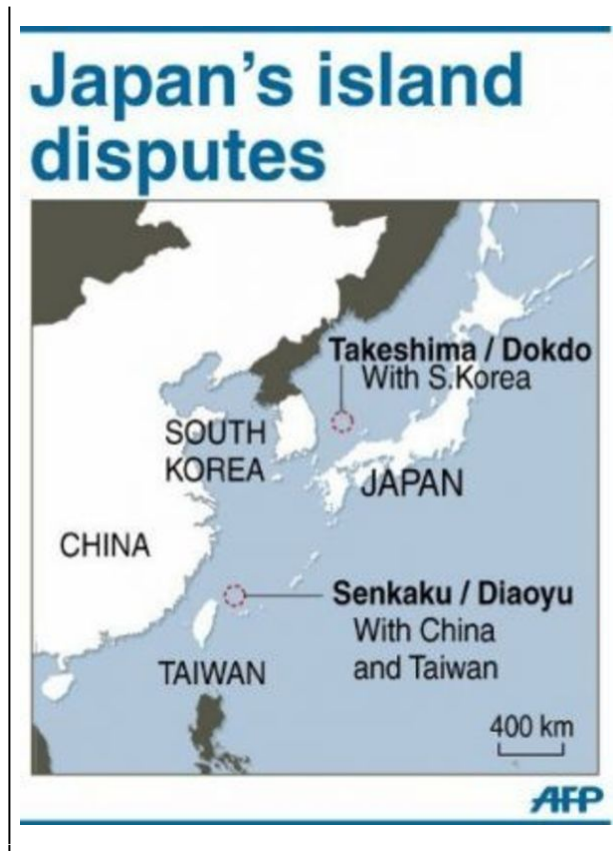 Japan's island
disputes
Takeshima / Dokdo
With S.Korea
SOUTH
KOREA
JAPAN
CHINA
Senkaku / Diaoyu
With China
and Taiwan
TAIWAN
400 km
AFP